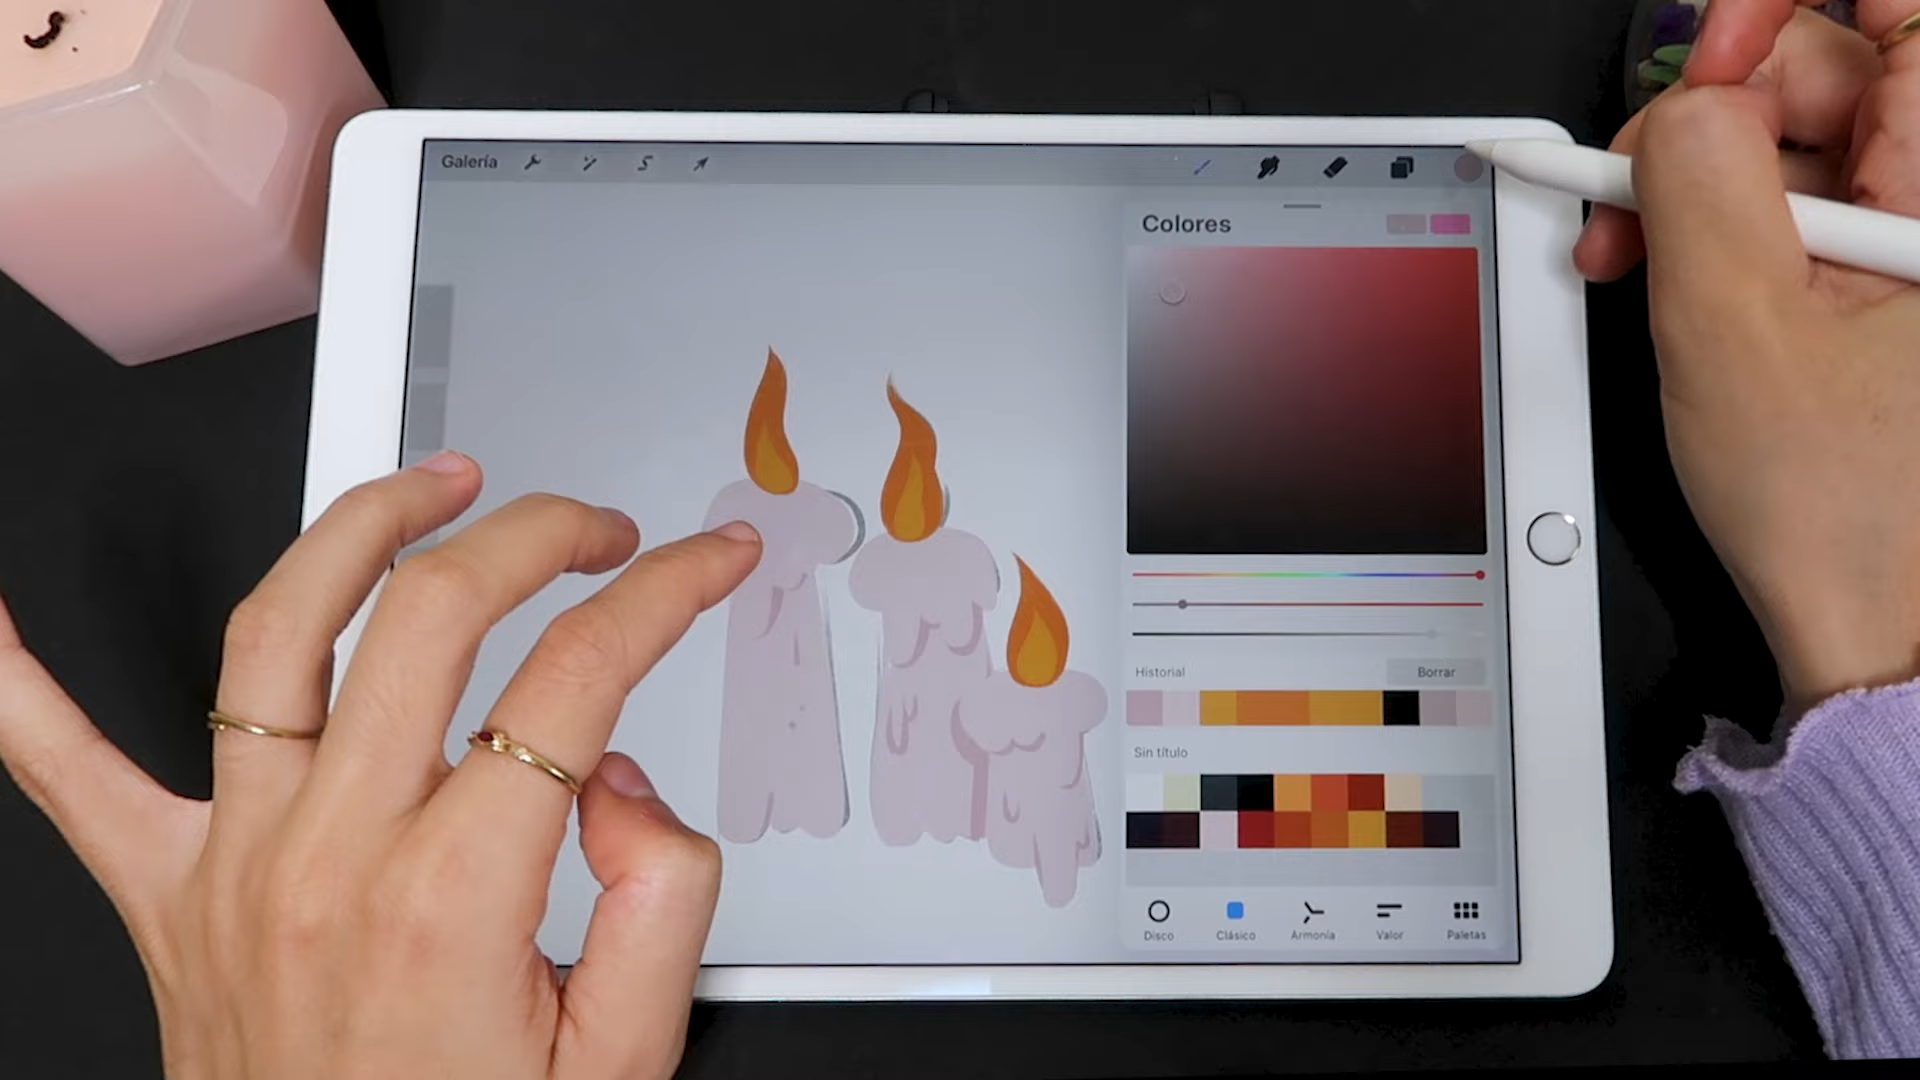 Galería
Colores
Historial
Borrar
Sin título
Disco
Clásico
Armonía
Valor
Paletas